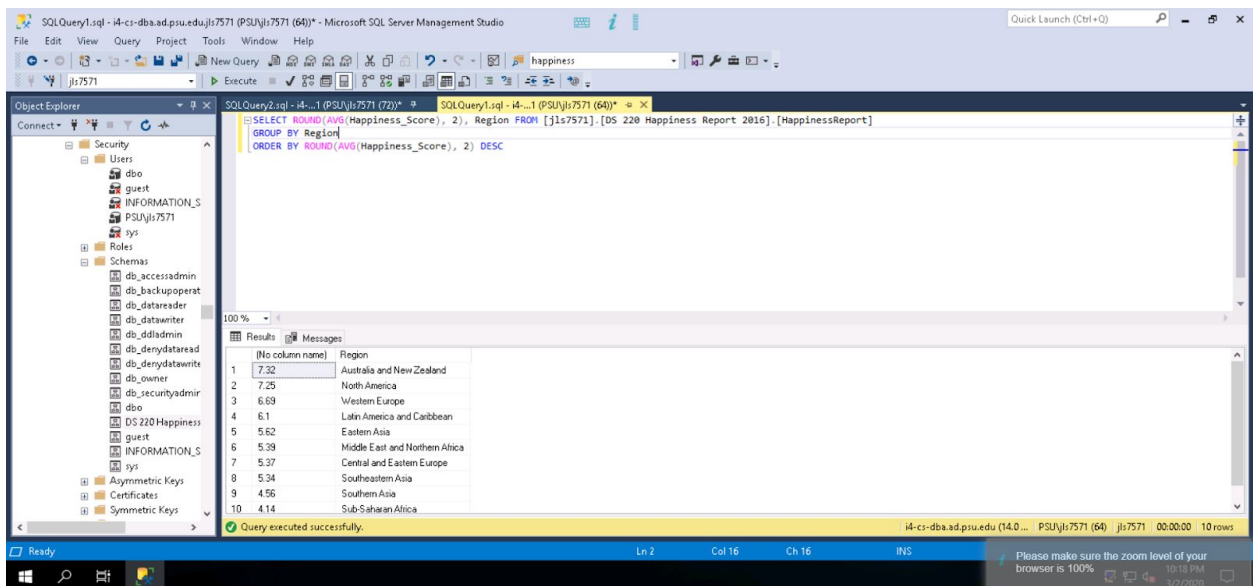 SQLQuery1.sql - i4-cs-dba.ad.psu.edu.jls7571 (PSU\jls7571 (64))* - Microsoft SQL Server Management Studio
Quick Launch (Ctrl+Q)
File Edit View Query Project Tools Window Help
New Query
happiness
jls7571
Execute
Object Explorer
SQLQuery2.sql - i4-...1 (PSU\jls7571 (72))*
SQLQuery1.sql - i4-...1 (PSU\jls7571 (64))*
Connect
Security
Users
dbo
guest
INFORMATION_S
PSU\jls7571
sys
Roles
Schemas
db_accessadmin
db_backupoperat
db_datareader
db_datawriter
db_ddladmin
db_denydataread
db_denydatawrite
db_owner
db_securityadmir
dbo
DS 220 Happiness
guest
INFORMATION_S
sys
Asymmetric Keys
Certificates
Symmetric Keys
SELECT ROUND(AVG(Happiness_Score), 2), Region FROM [jls7571].[DS 220 Happiness Report 2016].[HappinessReport]
GROUP BY Region
ORDER BY ROUND(AVG(Happiness_Score), 2) DESC
100 %
Results Messages
(No column name) Region
1 7.32 Australia and New Zealand
2 7.25 North America
3 6.69 Western Europe
4 6.1 Latin America and Caribbean
5 5.62 Eastern Asia
6 5.39 Middle East and Northern Africa
7 5.37 Central and Eastern Europe
8 5.34 Southeastern Asia
9 4.56 Southern Asia
10 4.14 Sub-Saharan Africa
Query executed successfully.
i4-cs-dba.ad.psu.edu (14.0 ... PSU\jls7571 (64) jls7571 00:00:00 10 rows
Ready
Ln 2 Col 16 Ch 16 INS
Please make sure the zoom level of your
browser is 100%
10:18 PM
3/2/2020